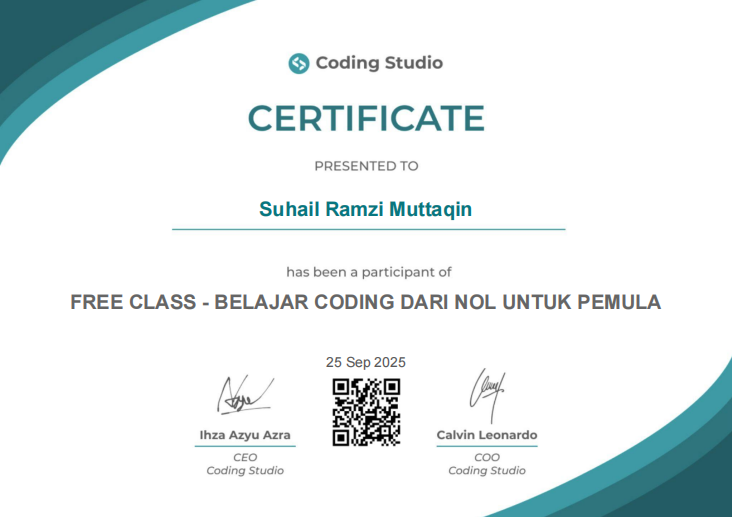 Coding Studio
CERTIFICATE
PRESENTED TO
Suhail Ramzi Muttaqin
has been a participant of
FREE CLASS - BELAJAR CODING DARI NOL UNTUK PEMULA
25 Sep 2025
Ihza Azyu Azra
CEO
Coding Studio
Calvin Leonardo
COO
Coding Studio